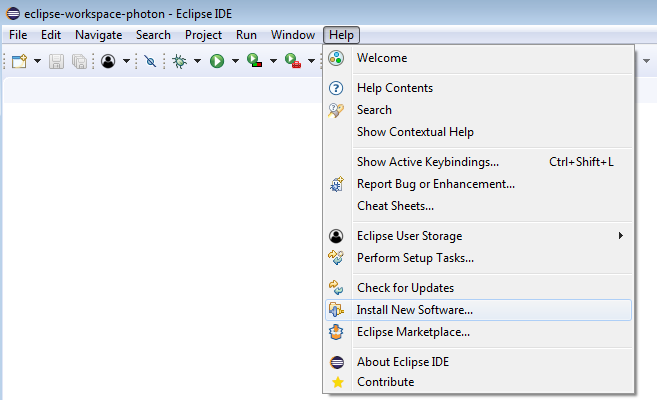 eclipse-workspace-photon - Eclipse IDE
File Edit Navigate Search Project Run Window Help
Welcome
Help Contents
Search
Show Contextual Help
Show Active Keybindings... Ctrl+Shift+L
Report Bug or Enhancement...
Cheat Sheets...
Eclipse User Storage
Perform Setup Tasks...
Check for Updates
Install New Software...
Eclipse Marketplace...
About Eclipse IDE
Contribute